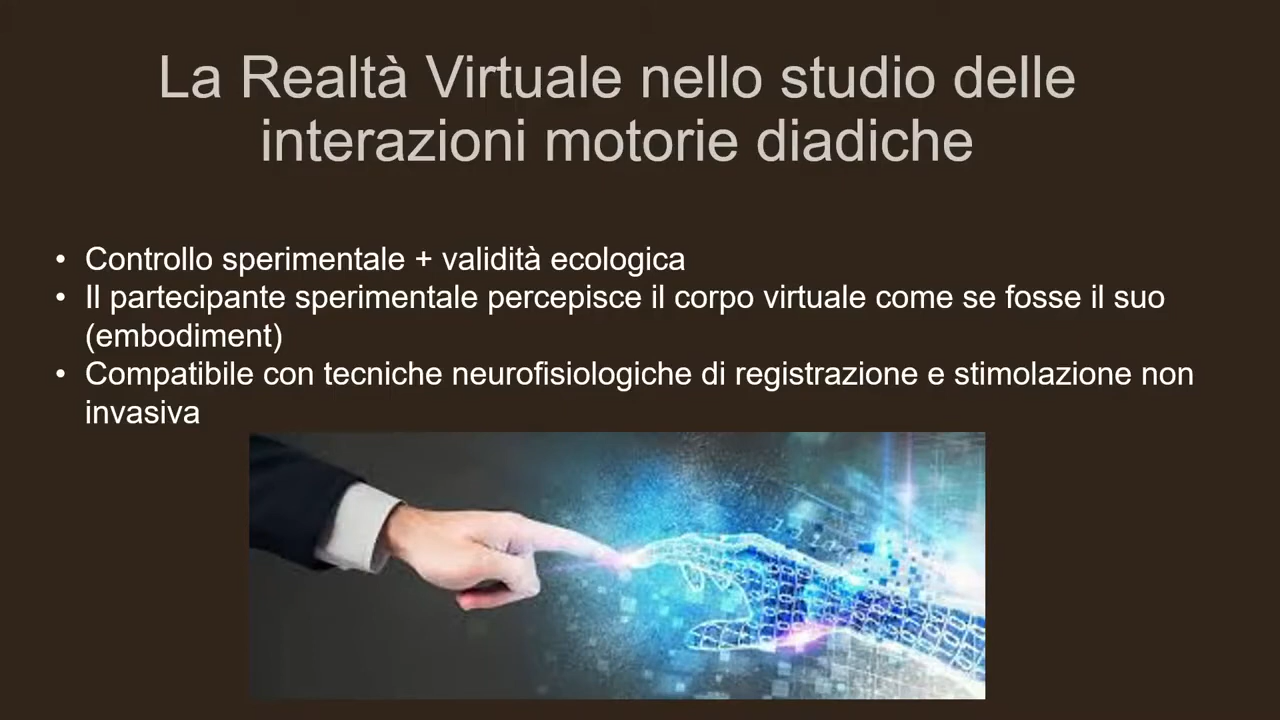 La Realtà Virtuale nello studio delle
interazioni motorie diadiche
• Controllo sperimentale + validità ecologica
• Il partecipante sperimentale percepisce il corpo virtuale come se fosse il suo
(embodiment)
• Compatibile con tecniche neurofisiologiche di registrazione e stimolazione non
invasiva